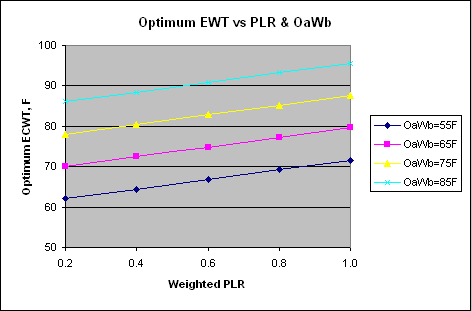 Optimum EWT vs PLR & OaWb
Optimum ECWT, F
100
90
80
70
60
50
0.2 0.4 0.6 0.8 1.0
Weighted PLR
OaWb=55F
OaWb=65F
OaWb=75F
OaWb=85F